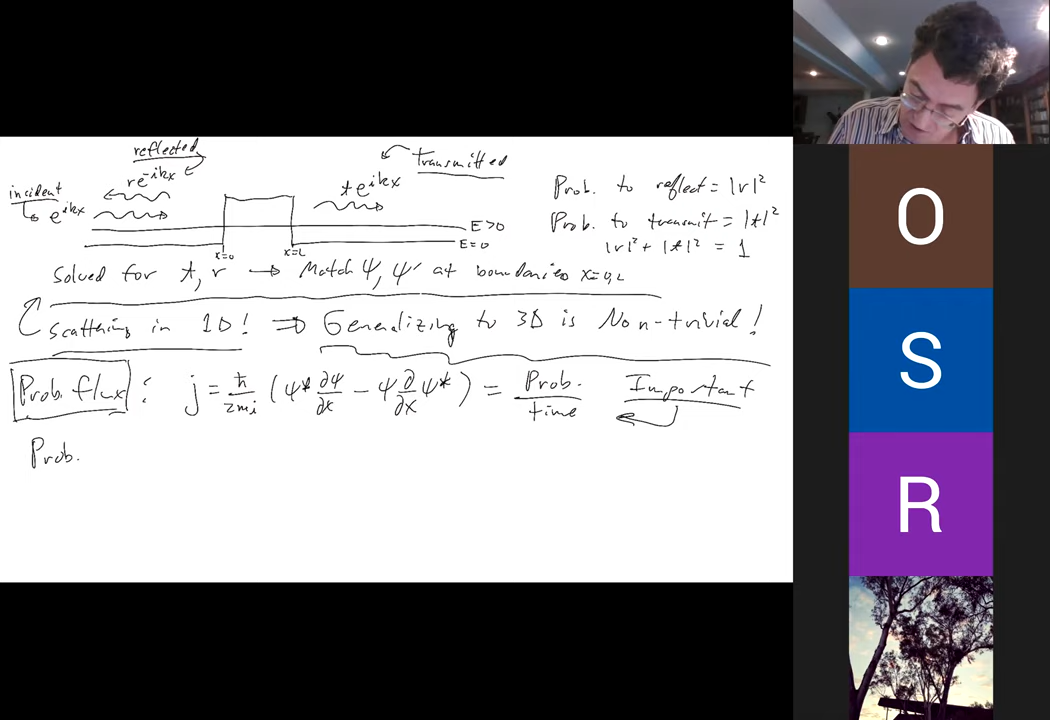 reflected
transmitted
re^-ikx
te^ikx
incident
e^ikx
E>0
E=0
x=0
x=L
Prob. to reflect = |r|²
Prob. to transmit = |t|²
|r|² + |t|² = 1
Solved for t, r → Match Ψ, Ψ' at boundaries x=0,L
Scattering in 1D! ⇒ Generalizing to 3D is Non-trivial!
Prob. flux : j = ħ/2mi (Ψ* ∂Ψ/∂x − Ψ ∂/∂x Ψ*) = Prob./time Important
Prob.
O
S
R